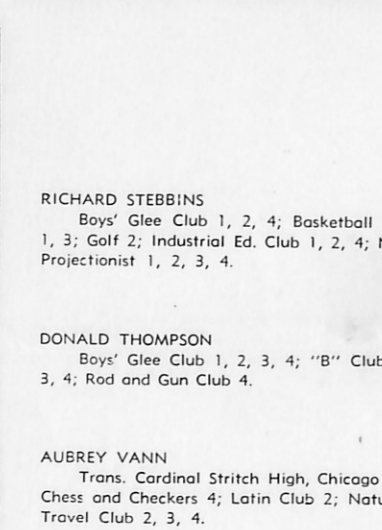 RICHARD STEBBINS
Boys' Glee Club 1, 2, 4; Basketball
1, 3; Golf 2; Industrial Ed. Club 1, 2, 4;
Projectionist 1, 2, 3, 4.
DONALD THOMPSON
Boys' Glee Club 1, 2, 3, 4; "B" Club
3, 4; Rod and Gun Club 4.
AUBREY VANN
Trans. Cardinal Stritch High, Chicago
Chess and Checkers 4; Latin Club 2;
Travel Club 2, 3, 4.